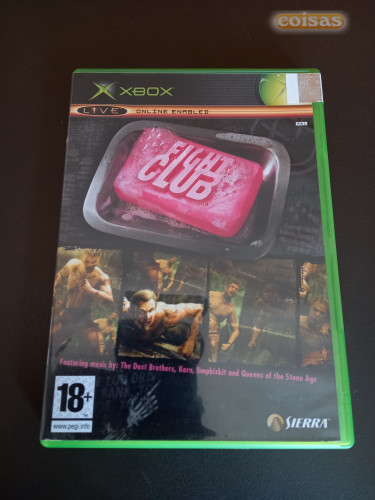 coisas
XBOX
LIVE ONLINE ENABLED
PAL
FIGHT
CLUB
Featuring music by: The Dust Brothers, Korn, Limpbizkit and Queens of the Stone Age
18+
www.pegi.info
SIERRA